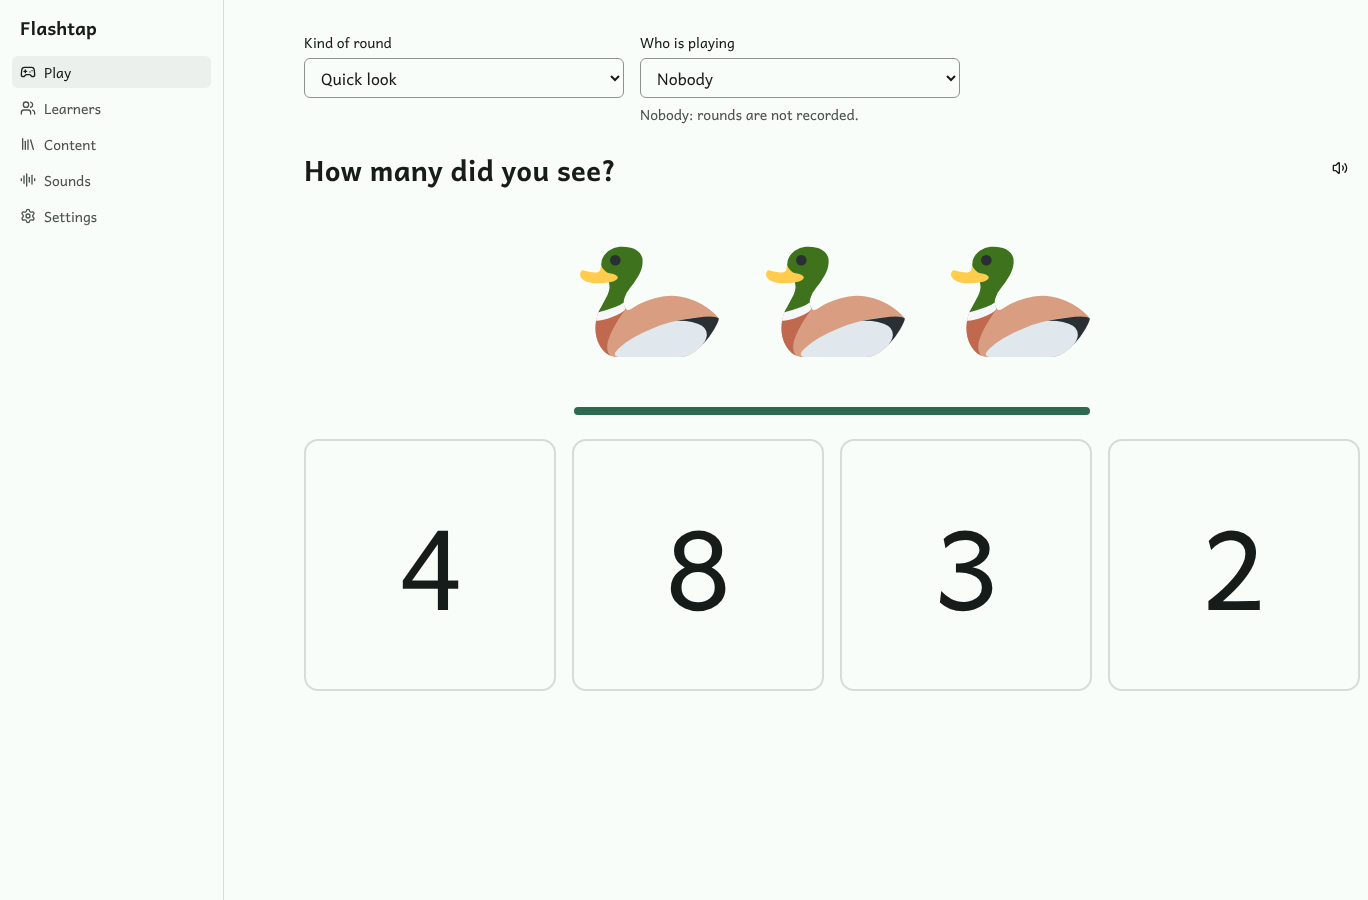 Flashtap
Play
Learners
Content
Sounds
Settings
Kind of round
Quick look
Who is playing
Nobody
Nobody: rounds are not recorded.
How many did you see?
4
8
3
2